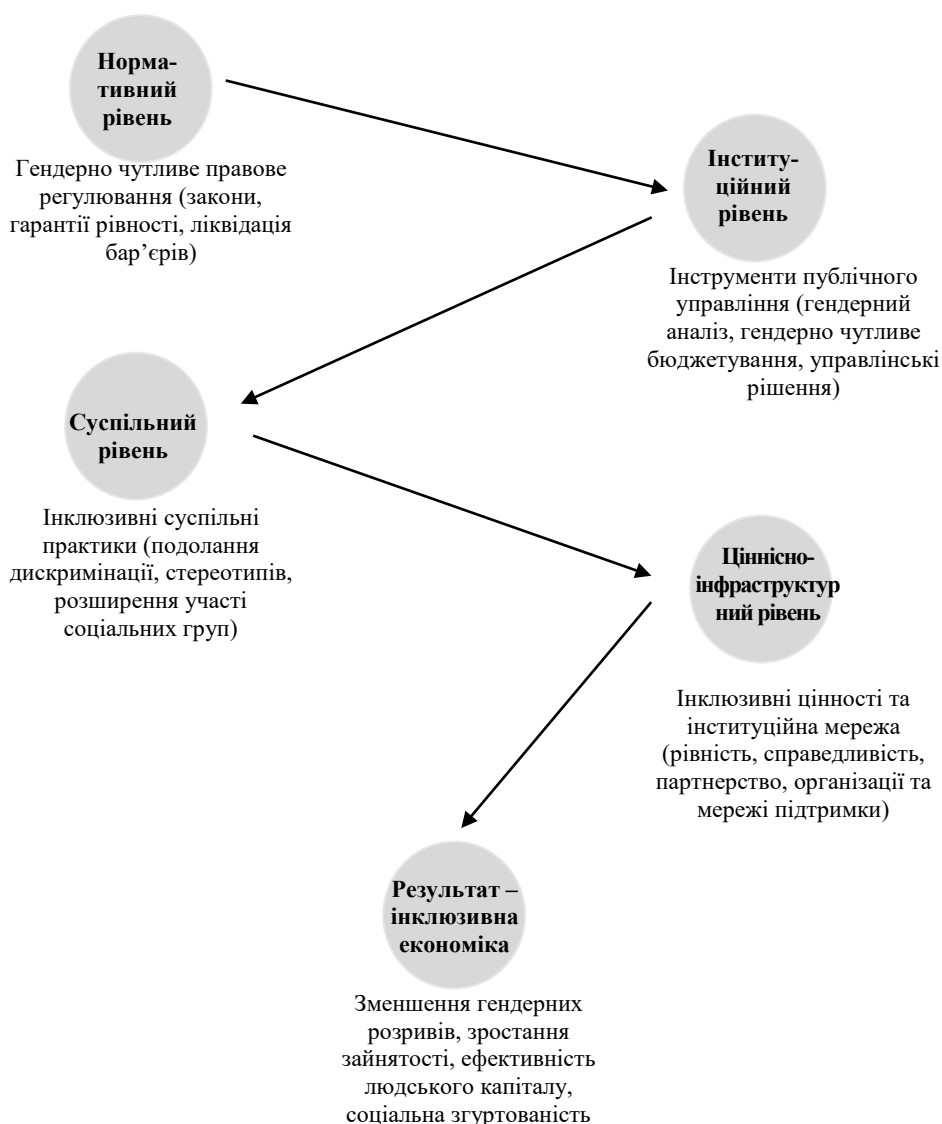 Норма-
тивний
рівень
Гендерно чутливе правове
регулювання (закони,
гарантії рівності, ліквідація
бар’єрів)
Інститу-
ційний
рівень
Інструменти публічного
управління (гендерний
аналіз, гендерно чутливе
бюджетування, управлінські
рішення)
Суспільний
рівень
Інклюзивні суспільні
практики (подолання
дискримінації, стереотипів,
розширення участі
соціальних груп)
Ціннісно-
інфраструктур
ний рівень
Інклюзивні цінності та
інституційна мережа
(рівність, справедливість,
партнерство, організації та
мережі підтримки)
Результат –
інклюзивна
економіка
Зменшення гендерних
розривів, зростання
зайнятості, ефективність
людського капіталу,
соціальна згуртованість